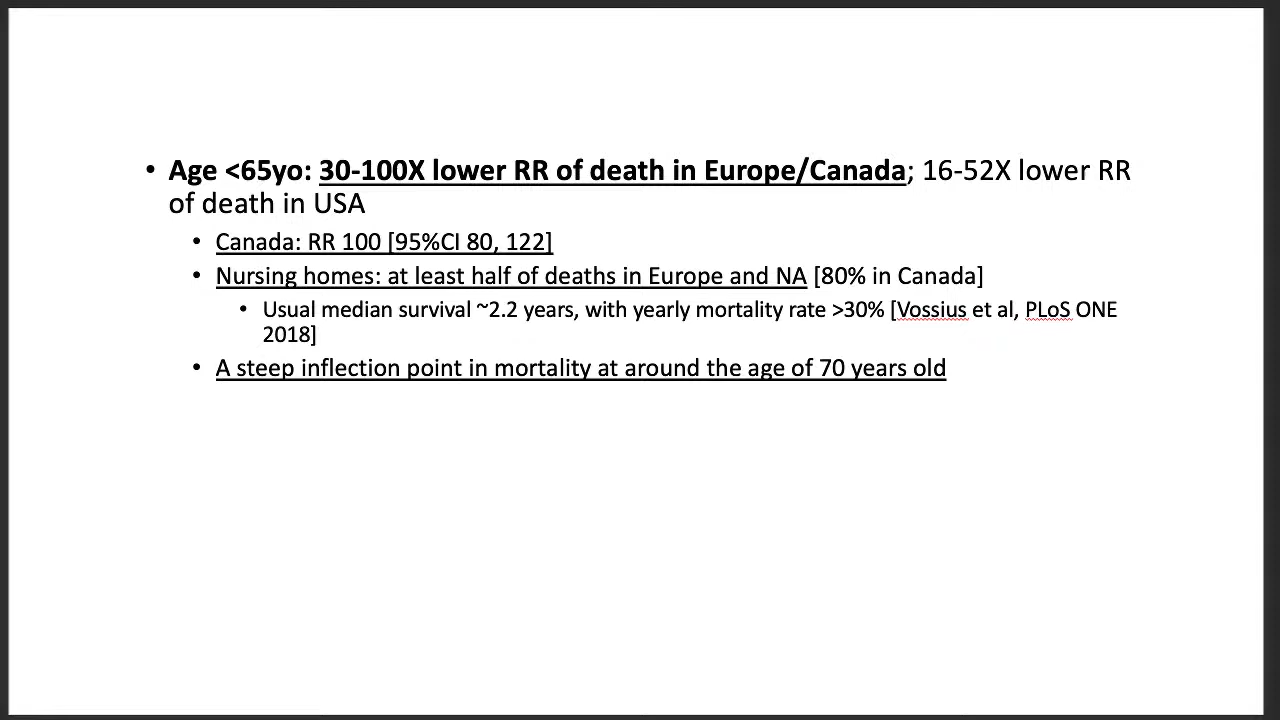 • Age <65yo: 30-100X lower RR of death in Europe/Canada; 16-52X lower RR
of death in USA
• Canada: RR 100 [95%CI 80, 122]
• Nursing homes: at least half of deaths in Europe and NA [80% in Canada]
• Usual median survival ~2.2 years, with yearly mortality rate >30% [Vossius et al, PLoS ONE
2018]
• A steep inflection point in mortality at around the age of 70 years old